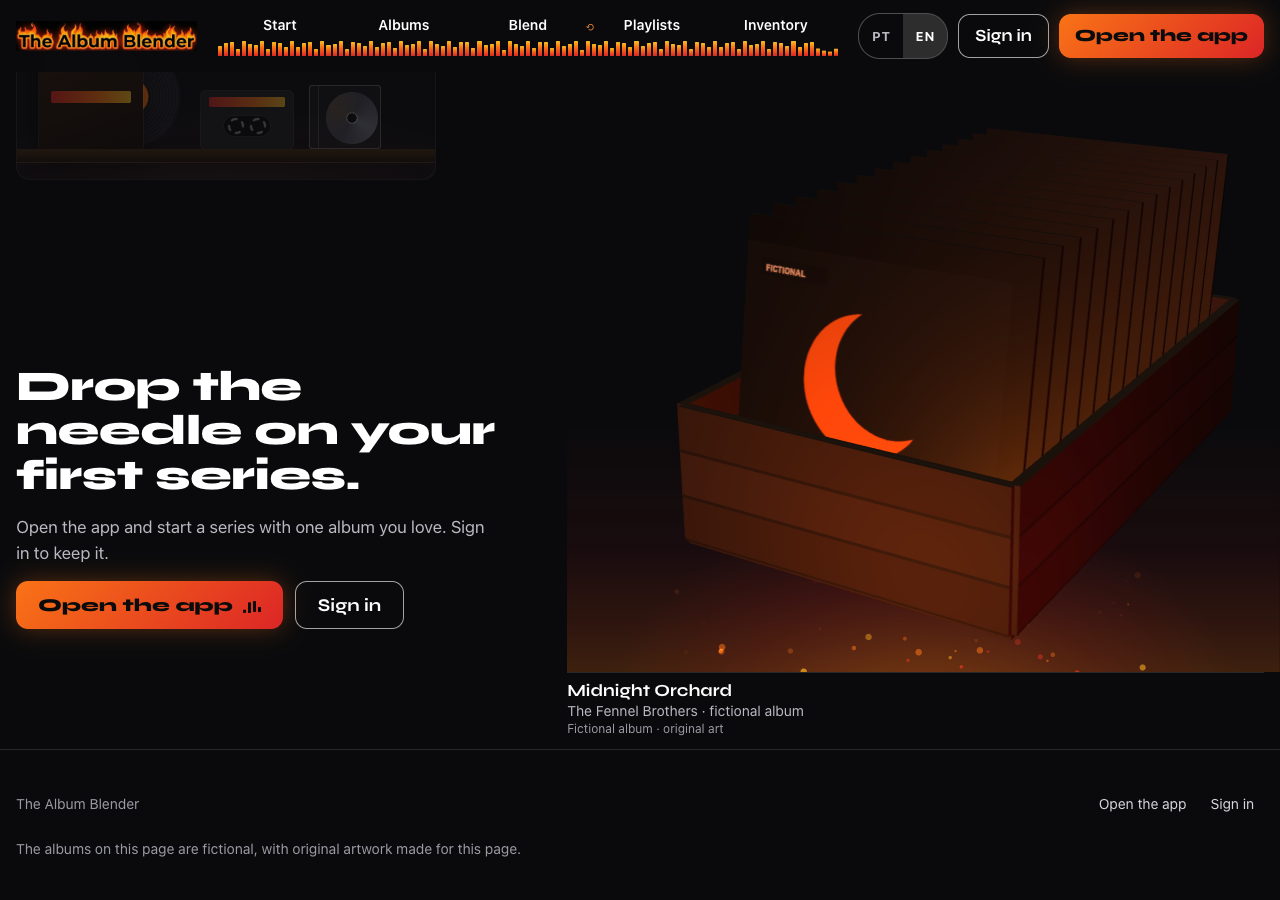 The Album Blender
Start
Albums
Blend
Playlists
Inventory
PT
EN
Sign in
Open the app
FICTIONAL
Drop the
needle on your
first series.
Open the app and start a series with one album you love. Sign
in to keep it.
Open the app
Sign in
Midnight Orchard
The Fennel Brothers · fictional album
Fictional album · original art
The Album Blender
Open the app
Sign in
The albums on this page are fictional, with original artwork made for this page.